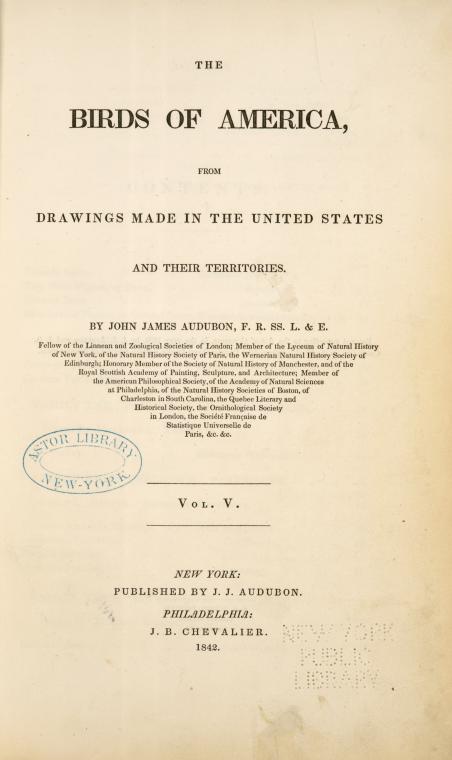 THE
BIRDS OF AMERICA,
FROM
DRAWINGS MADE IN THE UNITED STATES
AND THEIR TERRITORIES.
BY JOHN JAMES AUDUBON, F. R. SS. L. & E.
Fellow of the Linnean and Zoological Societies of London; Member of the Lyceum of Natural History
of New York, of the Natural History Society of Paris, the Wernerian Natural History Society of
Edinburgh; Honorary Member of the Society of Natural History of Manchester, and of the
Royal Scottish Academy of Painting, Sculpture, and Architecture; Member of
the American Philosophical Society, of the Academy of Natural Sciences
at Philadelphia, of the Natural History Societies of Boston, of
Charleston in South Carolina, the Quebec Literary and
Historical Society, the Ornithological Society
in London, the Société Française de
Statistique Universelle de
Paris, &c. &c.
ASTOR LIBRARY
NEW-YORK
VOL. V.
NEW YORK:
PUBLISHED BY J. J. AUDUBON.
PHILADELPHIA:
J. B. CHEVALIER.
1842.
NEW YORK
PUBLIC
LIBRARY